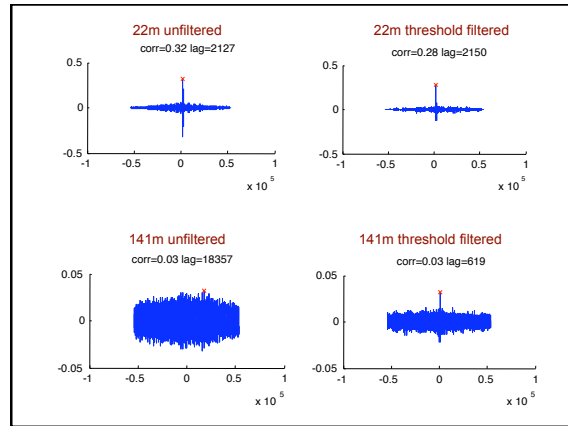 22m unfiltered
corr=0.32 lag=2127
0.5
0
-0.5
-1 -0.5 0 0.5 1
x 10^5
22m threshold filtered
corr=0.28 lag=2150
0.5
0
-0.5
-1 -0.5 0 0.5 1
x 10^5
141m unfiltered
corr=0.03 lag=18357
0.05
0
-0.05
-1 -0.5 0 0.5 1
x 10^5
141m threshold filtered
corr=0.03 lag=619
0.05
0
-0.05
-1 -0.5 0 0.5 1
x 10^5